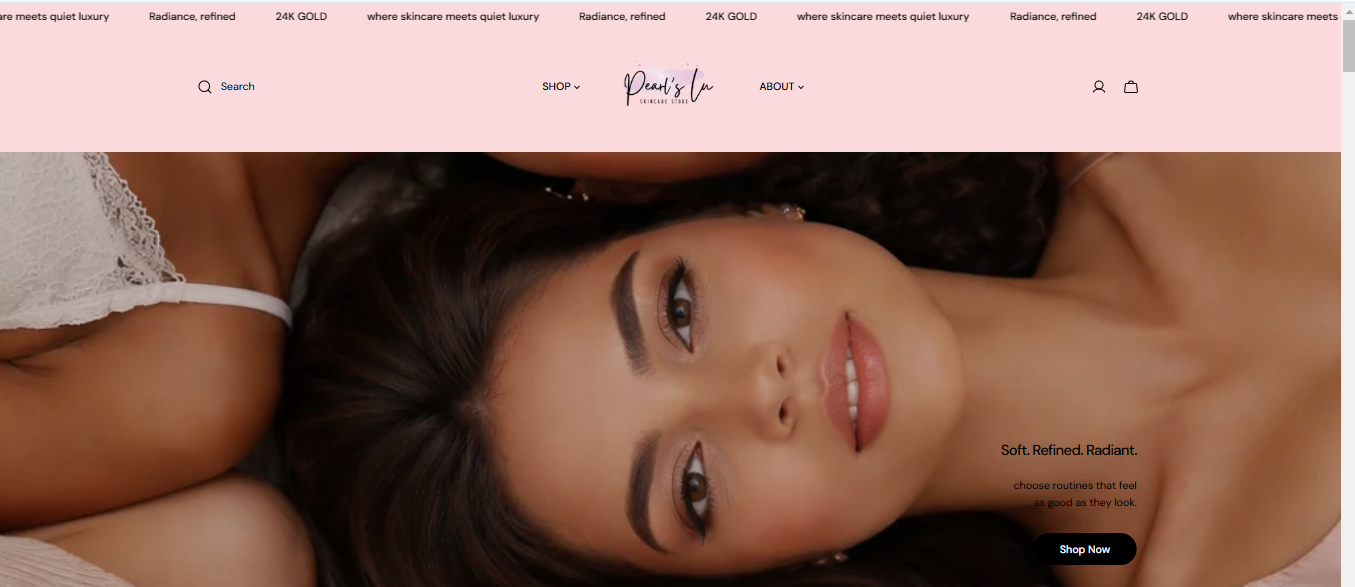 are meets quiet luxury Radiance, refined 24K GOLD where skincare meets quiet luxury Radiance, refined 24K GOLD where skincare meets quiet luxury Radiance, refined 24K GOLD where skincare meets
Search SHOP Pearl's Lu ABOUT
SKINCARE STORE
Soft. Refined. Radiant.
choose routines that feel
as good as they look.
Shop Now